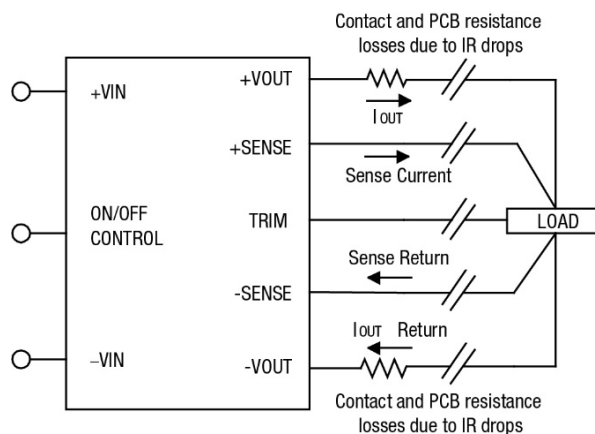 Contact and PCB resistance
losses due to IR drops
+VOUT
+VIN
IOUT
+SENSE
Sense Current
ON/OFF
CONTROL
TRIM
LOAD
Sense Return
-SENSE
IOUT Return
−VIN
-VOUT
Contact and PCB resistance
losses due to IR drops